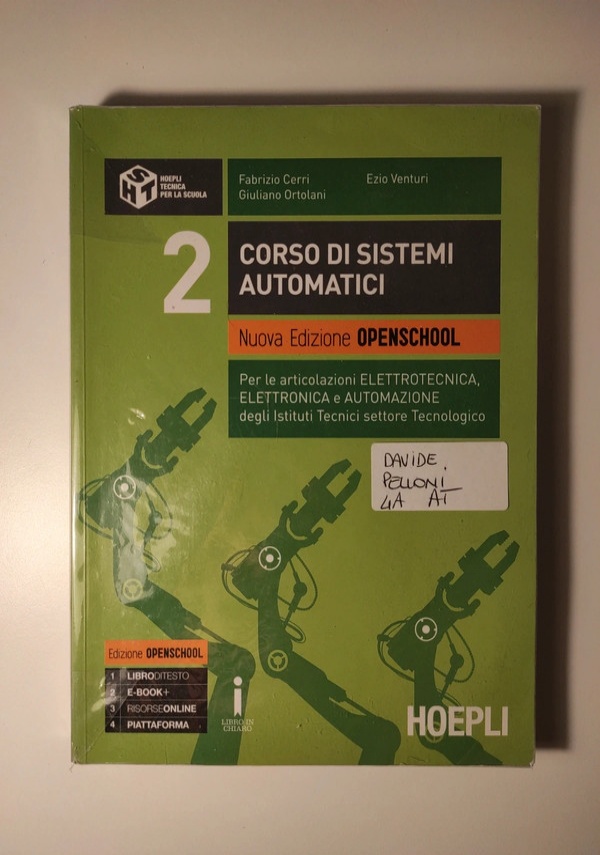 HOEPLI
TECNICA
PER LA SCUOLA
Fabrizio Cerri Ezio Venturi
Giuliano Ortolani
2
CORSO DI SISTEMI
AUTOMATICI
Nuova Edizione OPENSCHOOL
Per le articolazioni ELETTROTECNICA,
ELETTRONICA e AUTOMAZIONE
degli Istituti Tecnici settore Tecnologico
DAVIDE
PELLONI
4A AT
Edizione OPENSCHOOL
1 LIBRODITESTO
2 E-BOOK+
3 RISORSEONLINE
4 PIATTAFORMA
i
LIBRO IN
CHIARO
HOEPLI